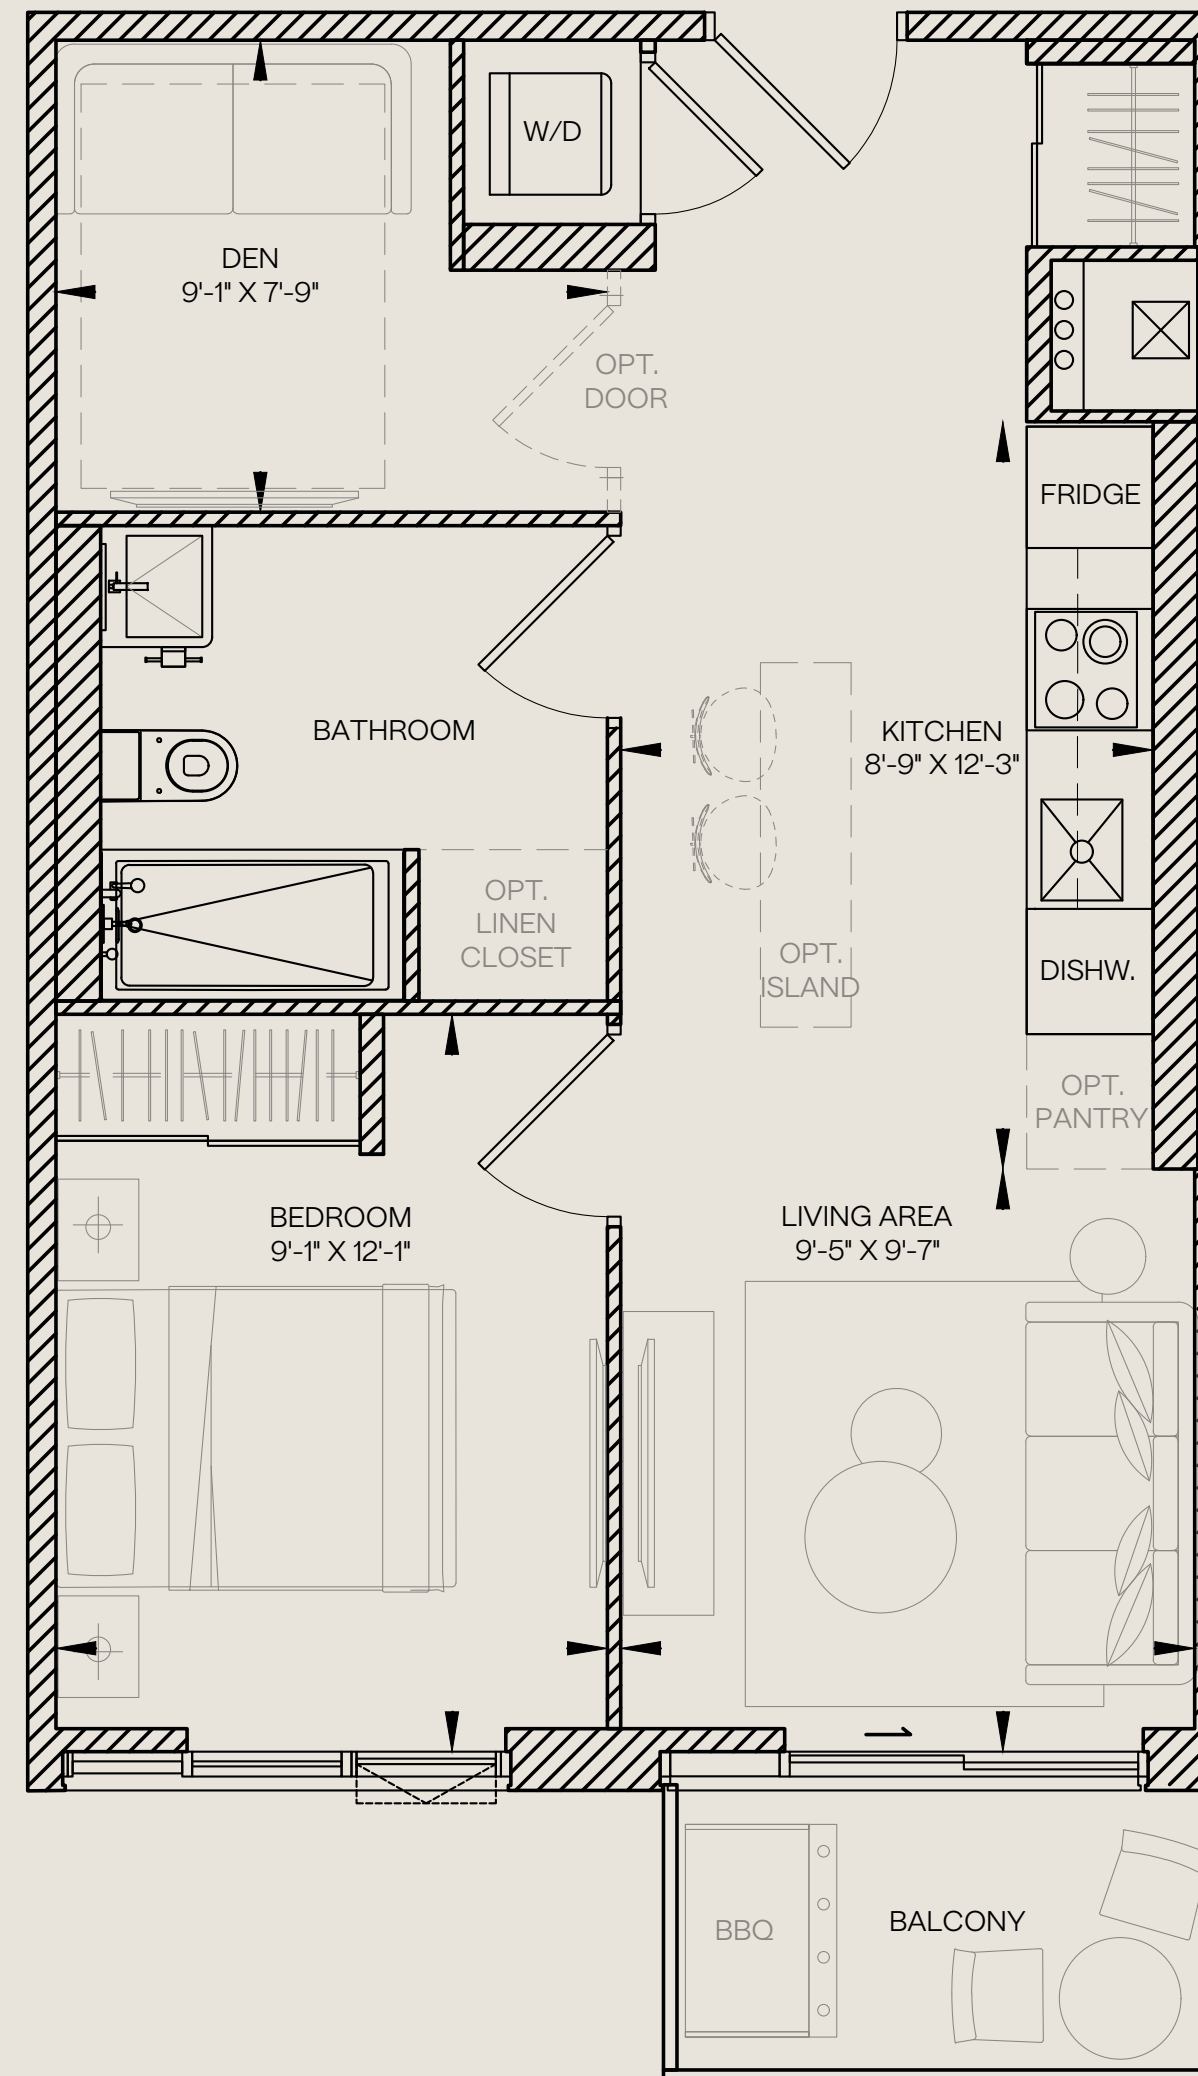 W/D
DEN
9'-1" X 7'-9"
OPT.
DOOR
FRIDGE
BATHROOM
KITCHEN
8'-9" X 12'-3"
OPT.
LINEN
CLOSET
OPT.
ISLAND
DISHW.
OPT.
PANTRY
BEDROOM
9'-1" X 12'-1"
LIVING AREA
9'-5" X 9'-7"
BBQ
BALCONY